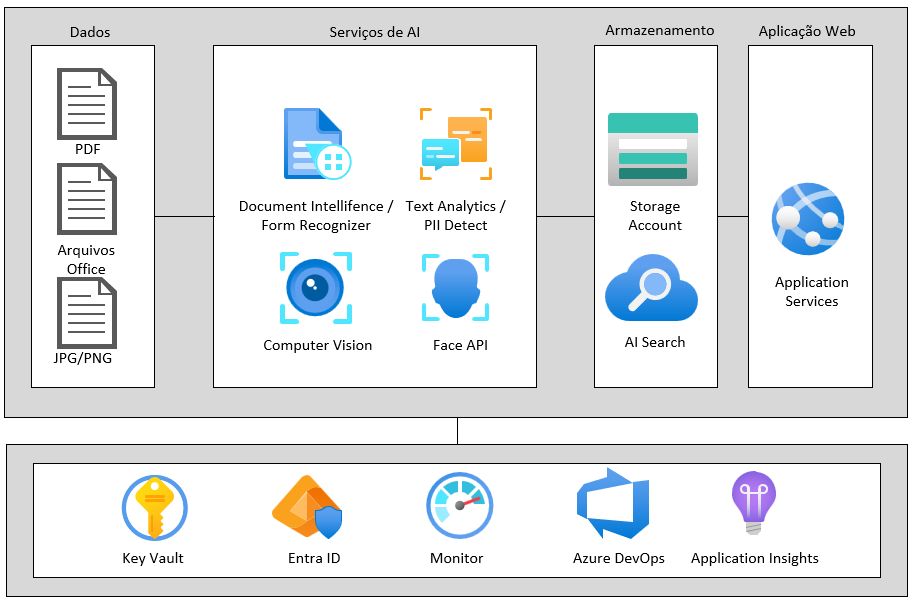 Dados
Serviços de AI
Armazenamento
Aplicação Web
PDF
Arquivos
Office
JPG/PNG
Document Intellifence /
Form Recognizer
Text Analytics /
PII Detect
Computer Vision
Face API
Storage
Account
AI Search
Application
Services
Key Vault
Entra ID
Monitor
Azure DevOps
Application Insights